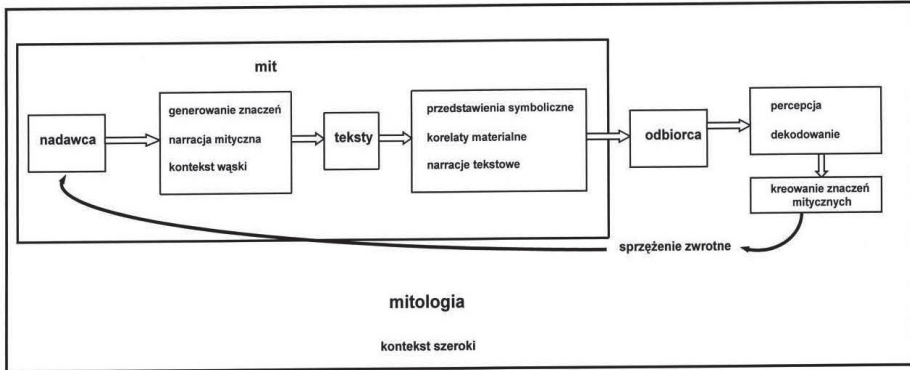 mit
nadawca
generowanie znaczeń
narracja mityczna
kontekst wąski
teksty
przedstawienia symboliczne
korelaty materialne
narracje tekstowe
odbiorca
percepcja
dekodowanie
kreowanie znaczeń
mitycznych
sprzężenie zwrotne
mitologia
kontekst szeroki